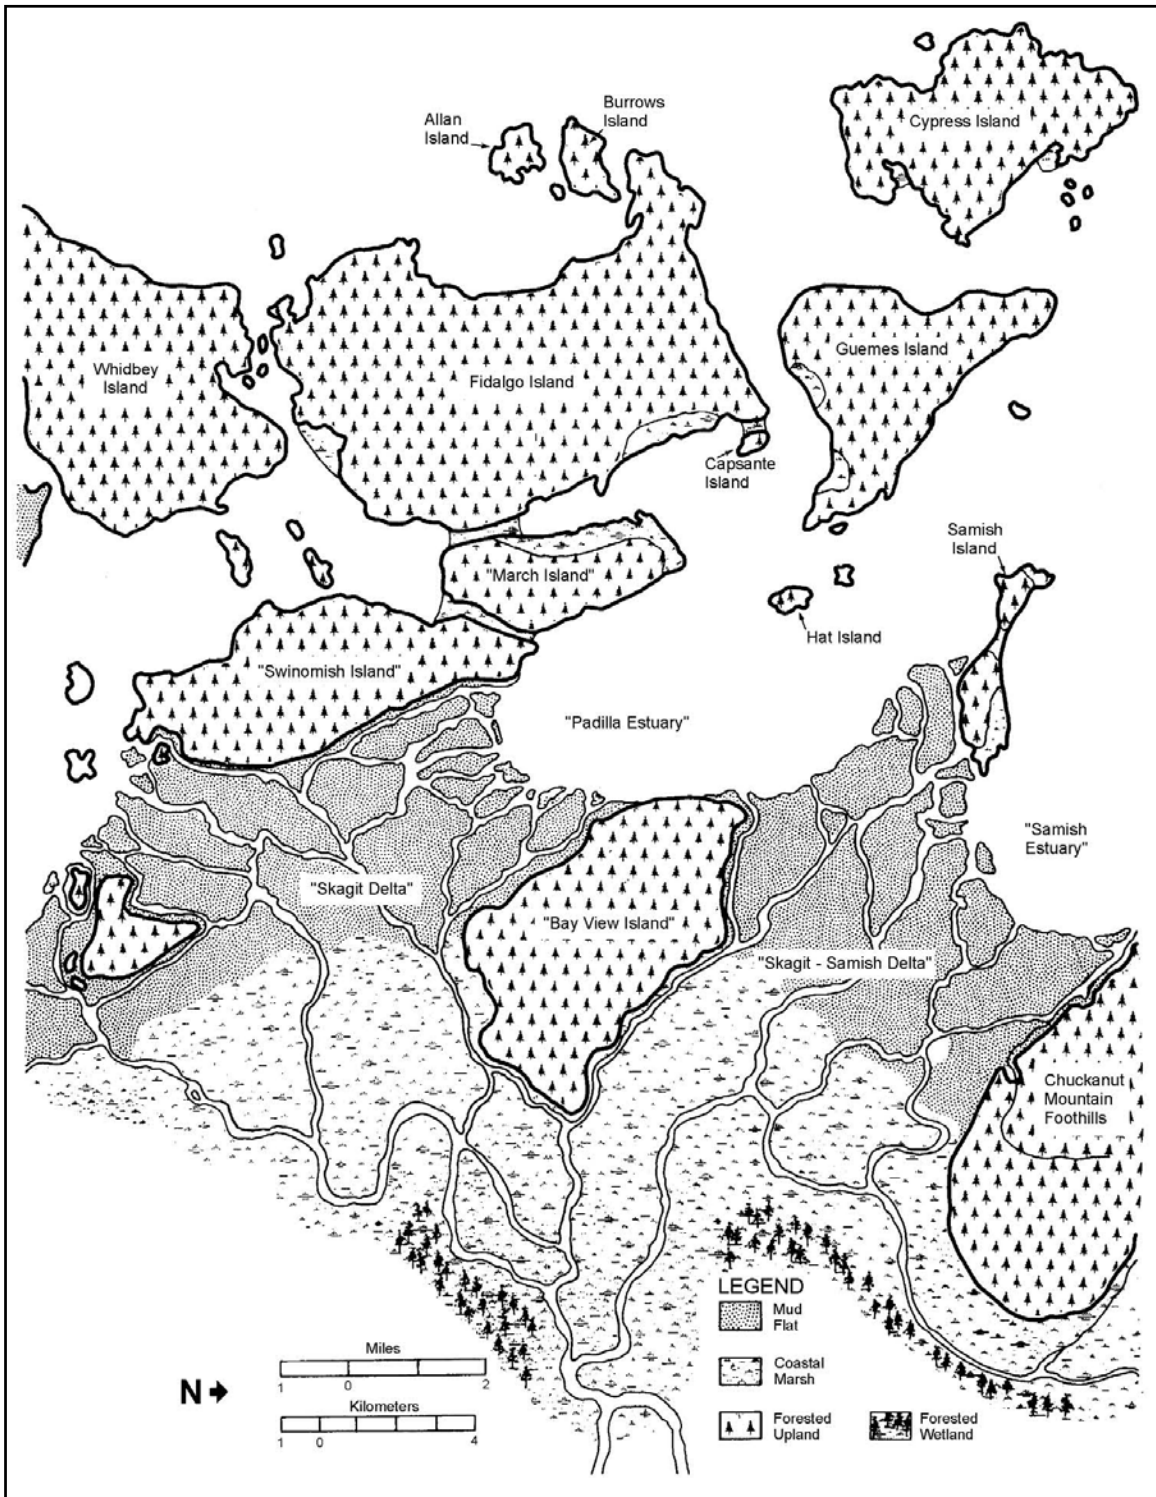 Burrows
Island
Allan
Island
Cypress Island
Guemes Island
Whidbey
Island
Fidalgo Island
Capsante
Island
Samish
Island
"March Island"
Hat Island
"Swinomish Island"
"Padilla Estuary"
"Samish
Estuary"
"Skagit Delta"
"Bay View Island"
"Skagit - Samish Delta"
Chuckanut
Mountain
Foothills
LEGEND
Mud
Flat
Coastal
Marsh
Forested
Upland
Forested
Wetland
Miles
1 0 2
N
Kilometers
1 0 4